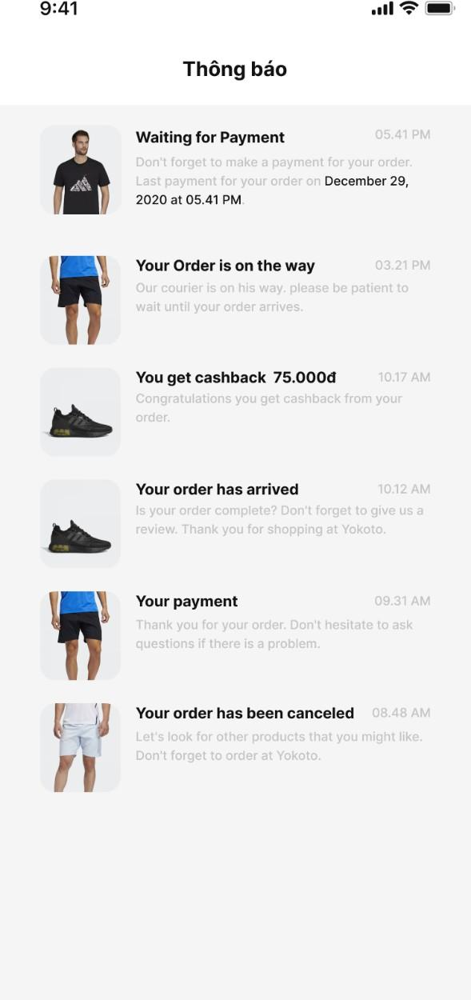 9:41
Thông báo
Waiting for Payment 05.41 PM
Don't forget to make a payment for your order.
Last payment for your order on December 29,
2020 at 05.41 PM.
Your Order is on the way 03.21 PM
Our courier is on his way. please be patient to
wait until your order arrives.
You get cashback 75.000đ 10.17 AM
Congratulations you get cashback from your
order.
Your order has arrived 10.12 AM
Is your order complete? Don't forget to give us a
review. Thank you for shopping at Yokoto.
Your payment 09.31 AM
Thank you for your order. Don't hesitate to ask
questions if there is a problem.
Your order has been canceled 08.48 AM
Let's look for other products that you might like.
Don't forget to order at Yokoto.